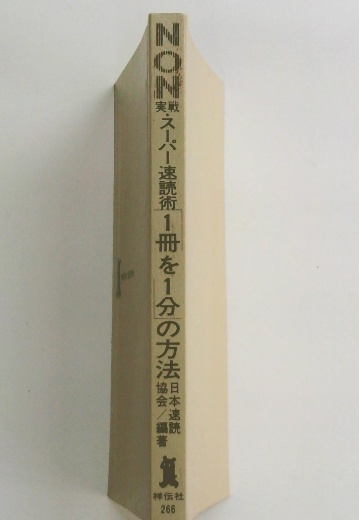 NON
実戦・スーパー速読術
[1冊を1分]の方法
日本速読
協会/編著
祥伝社
266